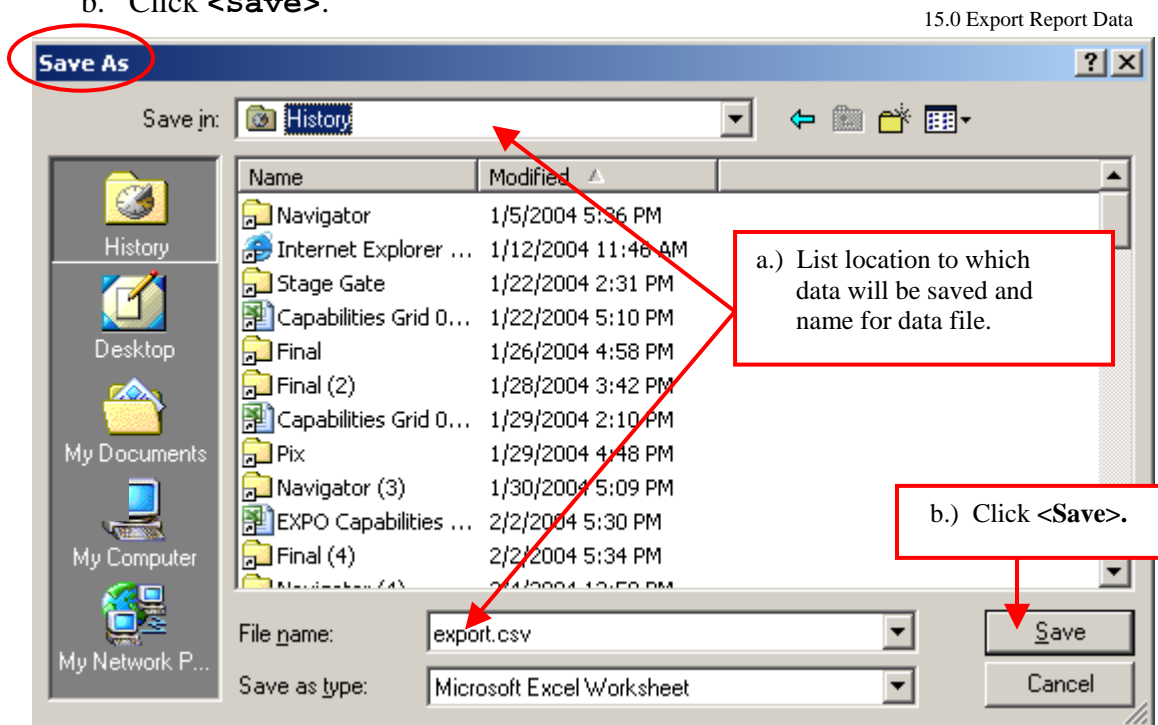 b. Click <Save>.
15.0 Export Report Data
Save As
Save in: History
Name Modified
Navigator 1/5/2004 5:36 PM
Internet Explorer ... 1/12/2004 11:46 AM
Stage Gate 1/22/2004 2:31 PM
Capabilities Grid 0... 1/22/2004 5:10 PM
Final 1/26/2004 4:58 PM
Final (2) 1/28/2004 3:42 PM
Capabilities Grid 0... 1/29/2004 2:10 PM
Pix 1/29/2004 4:48 PM
Navigator (3) 1/30/2004 5:09 PM
EXPO Capabilities ... 2/2/2004 5:30 PM
Final (4) 2/2/2004 5:34 PM
History
Desktop
My Documents
My Computer
My Network P...
a.) List location to which
data will be saved and
name for data file.
b.) Click <Save>.
File name: export.csv
Save
Save as type: Microsoft Excel Worksheet
Cancel